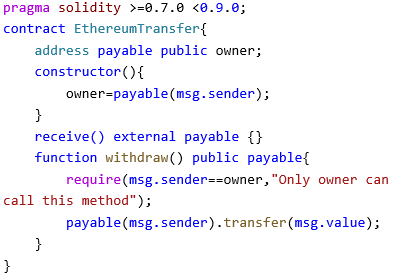 pragma solidity >=0.7.0 <0.9.0;
contract EthereumTransfer{
    address payable public owner;
    constructor(){
        owner=payable(msg.sender);
    }
    receive() external payable {}
    function withdraw() public payable{
        require(msg.sender==owner,"Only owner can
call this method");
        payable(msg.sender).transfer(msg.value);
    }
}